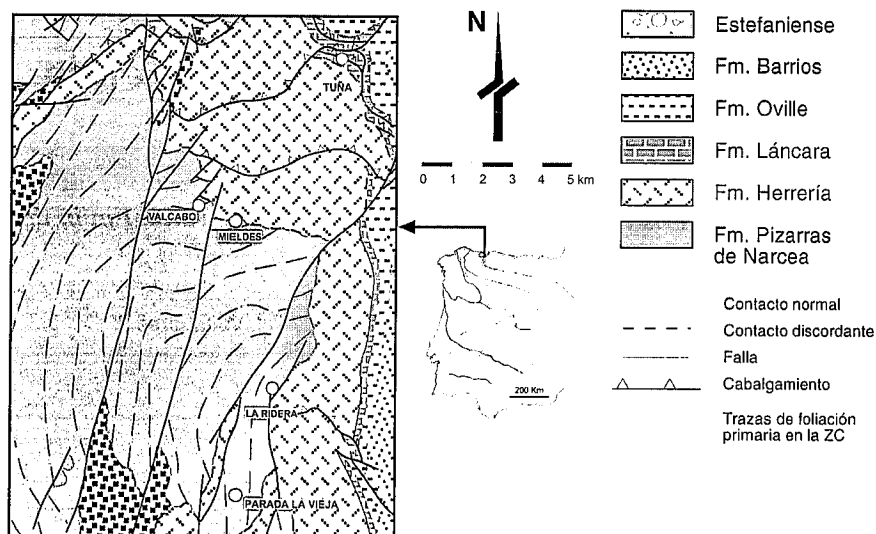 TUÑA
VALCABO
MIELDES
LA RIDERA
PARADA LA VIEJA
N
0 1 2 3 4 5 km
200 Km
Estefaniense
Fm. Barrios
Fm. Oville
Fm. Láncara
Fm. Herrería
Fm. Pizarras
de Narcea
Contacto normal
Contacto discordante
Falla
Cabalgamiento
Trazas de foliación
primaria en la ZC